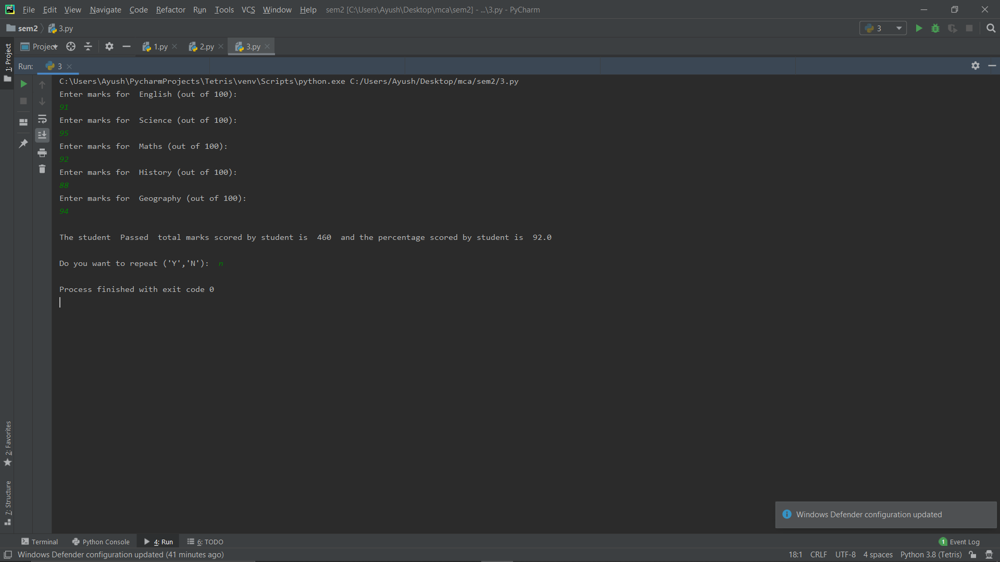 File Edit View Navigate Code Refactor Run Tools VCS Window Help sem2 [C:\Users\Ayush\Desktop\mca\sem2] - ...\3.py - PyCharm
sem2 3.py
3
Project 1.py 2.py 3.py
1: Project
Run: 3
C:\Users\Ayush\PycharmProjects\Tetris\venv\Scripts\python.exe C:/Users/Ayush/Desktop/mca/sem2/3.py
Enter marks for  English (out of 100):
91
Enter marks for  Science (out of 100):
95
Enter marks for  Maths (out of 100):
92
Enter marks for  History (out of 100):
88
Enter marks for  Geography (out of 100):
94
The student  Passed  total marks scored by student is  460  and the percentage scored by student is  92.0
Do you want to repeat ('Y','N'):  n
Process finished with exit code 0
2: Favorites
7: Structure
Windows Defender configuration updated
Terminal Python Console 4: Run 6: TODO 1 Event Log
Windows Defender configuration updated (41 minutes ago) 18:1 CRLF UTF-8 4 spaces Python 3.8 (Tetris)